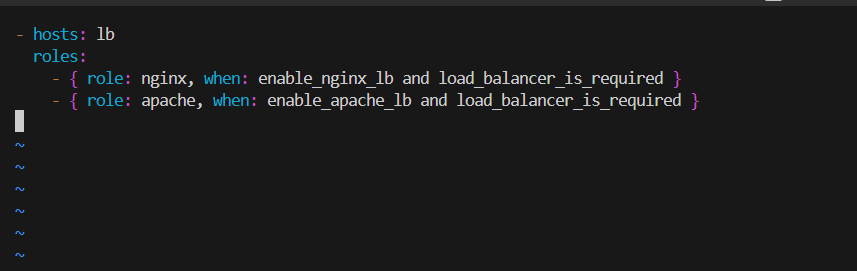 - hosts: lb
  roles:
    - { role: nginx, when: enable_nginx_lb and load_balancer_is_required }
    - { role: apache, when: enable_apache_lb and load_balancer_is_required }
~
~
~
~
~
~